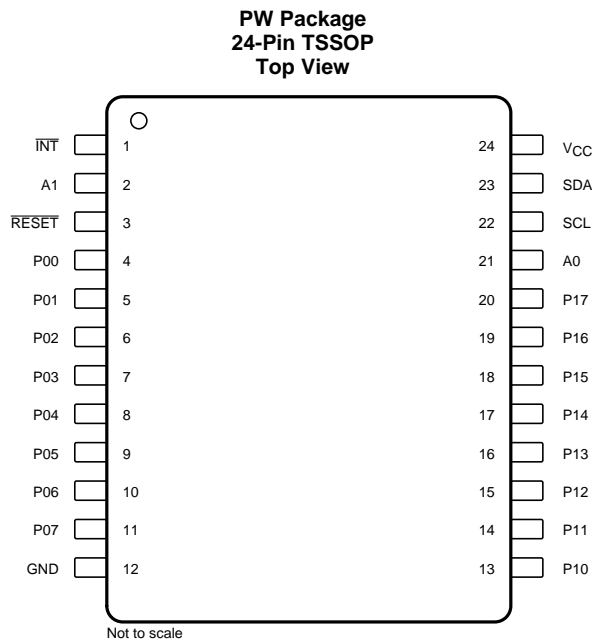 PW Package
24-Pin TSSOP
Top View
INT 1 24 VCC
A1 2 23 SDA
RESET 3 22 SCL
P00 4 21 A0
P01 5 20 P17
P02 6 19 P16
P03 7 18 P15
P04 8 17 P14
P05 9 16 P13
P06 10 15 P12
P07 11 14 P11
GND 12 13 P10
Not to scale